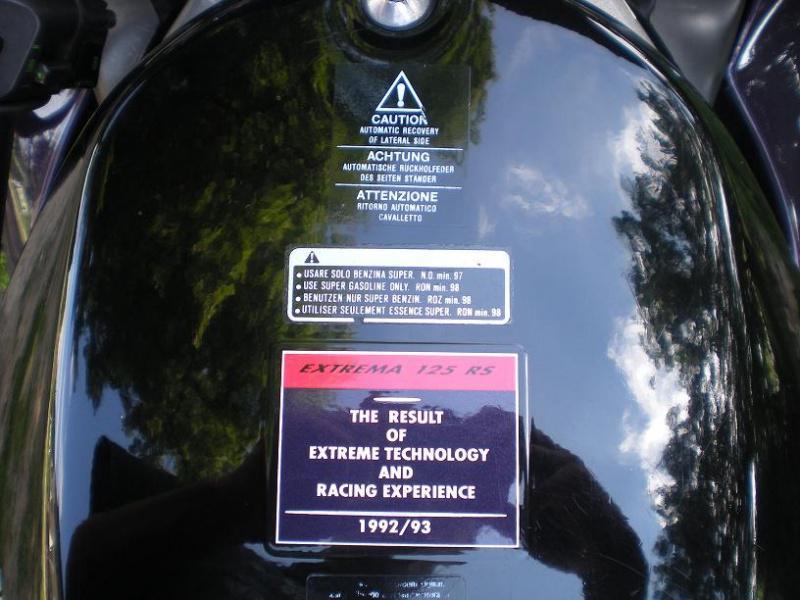 CAUTION
AUTOMATIC RECOVERY
OF LATERAL SIDE
ACHTUNG
AUTOMATISCHE RÜCKHOLFEDER
DES SEITEN STÄNDER
ATTENZIONE
RITORNO AUTOMATICO
CAVALLETTO
• USARE SOLO BENZINA SUPER. N.O. min. 97
• USE SUPER GASOLINE ONLY. RON min. 98
• BENUTZEN NUR SUPER BENZIN. ROZ min. 98
• UTILISER SEULEMENT ESSENCE SUPER. RON min. 98
EXTREMA 125 RS
THE RESULT
OF
EXTREME TECHNOLOGY
AND
RACING EXPERIENCE
1992/93